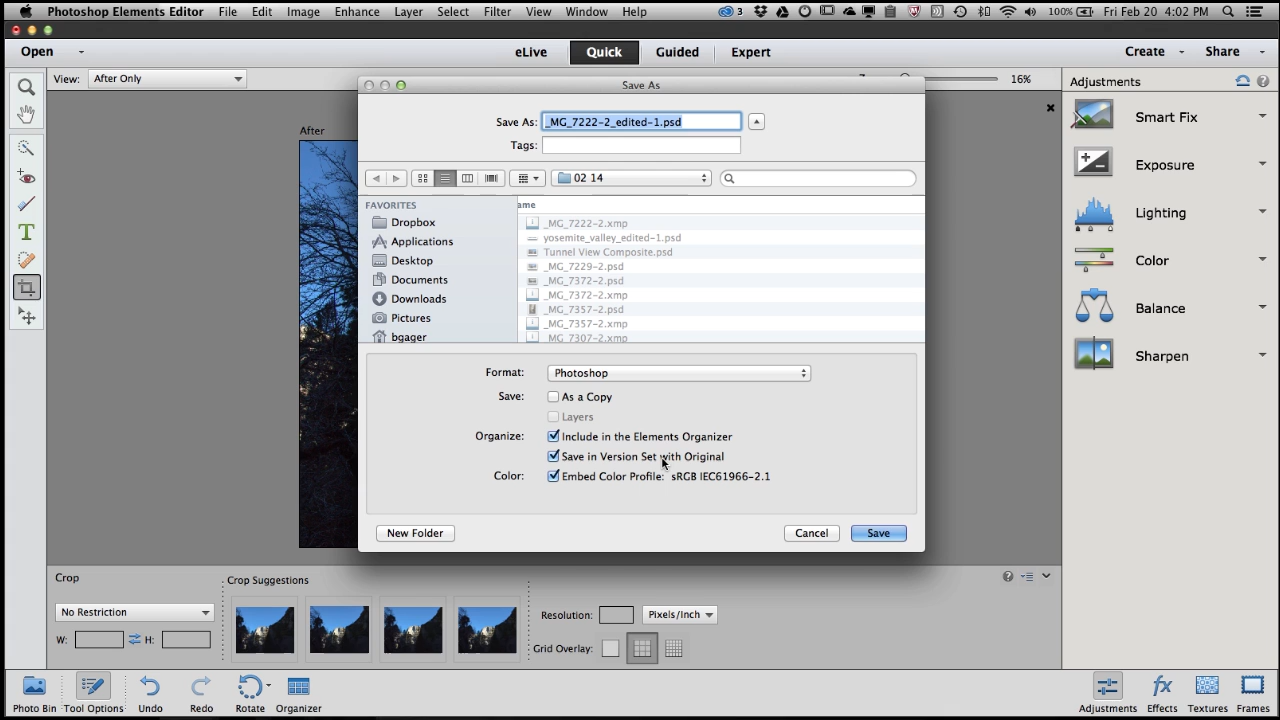 Photoshop Elements Editor File Edit Image Enhance Layer Select Filter View Window Help 3 100% Fri Feb 20 4:02 PM
Open eLive Quick Guided Expert Create Share
View: After Only 16% Adjustments
After
Save As
Save As: _MG_7222-2_edited-1.psd
Tags:
02 14
FAVORITES
Dropbox
Applications
Desktop
Documents
Downloads
Pictures
bgager
ame
_MG_7222-2.xmp
yosemite_valley_edited-1.psd
Tunnel View Composite.psd
_MG_7229-2.psd
_MG_7372-2.psd
_MG_7372-2.xmp
_MG_7357-2.psd
_MG_7357-2.xmp
_MG_7307-2.xmp
Format: Photoshop
Save: As a Copy
Layers
Organize: Include in the Elements Organizer
Save in Version Set with Original
Color: Embed Color Profile: sRGB IEC61966-2.1
New Folder Cancel Save
Smart Fix
Exposure
Lighting
Color
Balance
Sharpen
Crop Crop Suggestions
No Restriction Resolution: Pixels/Inch
W: H: Grid Overlay:
Photo Bin Tool Options Undo Redo Rotate Organizer Adjustments Effects Textures Frames